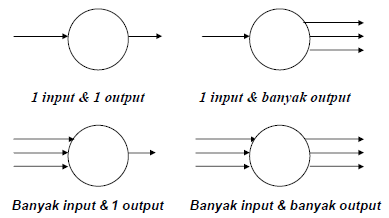 1 input & 1 output
1 input & banyak output
Banyak input & 1 output
Banyak input & banyak output